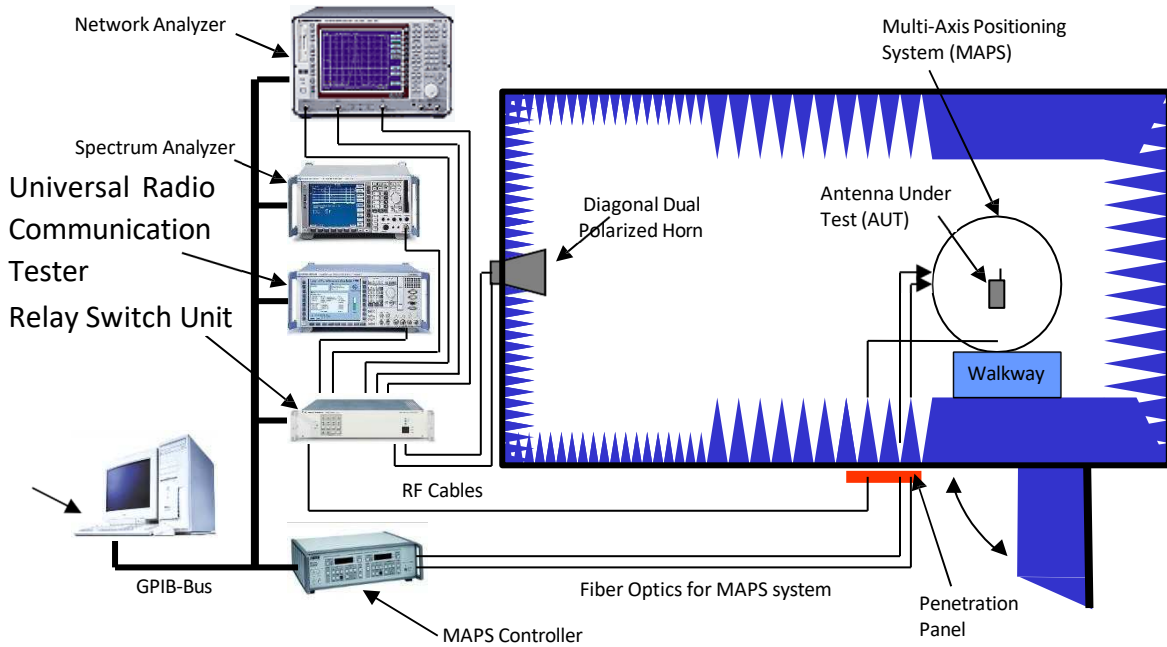 Network Analyzer
Spectrum Analyzer
Universal Radio
Communication
Tester
Relay Switch Unit
GPIB-Bus
MAPS Controller
RF Cables
Fiber Optics for MAPS system
Diagonal Dual
Polarized Horn
Multi-Axis Positioning
System (MAPS)
Antenna Under
Test (AUT)
Walkway
Penetration
Panel